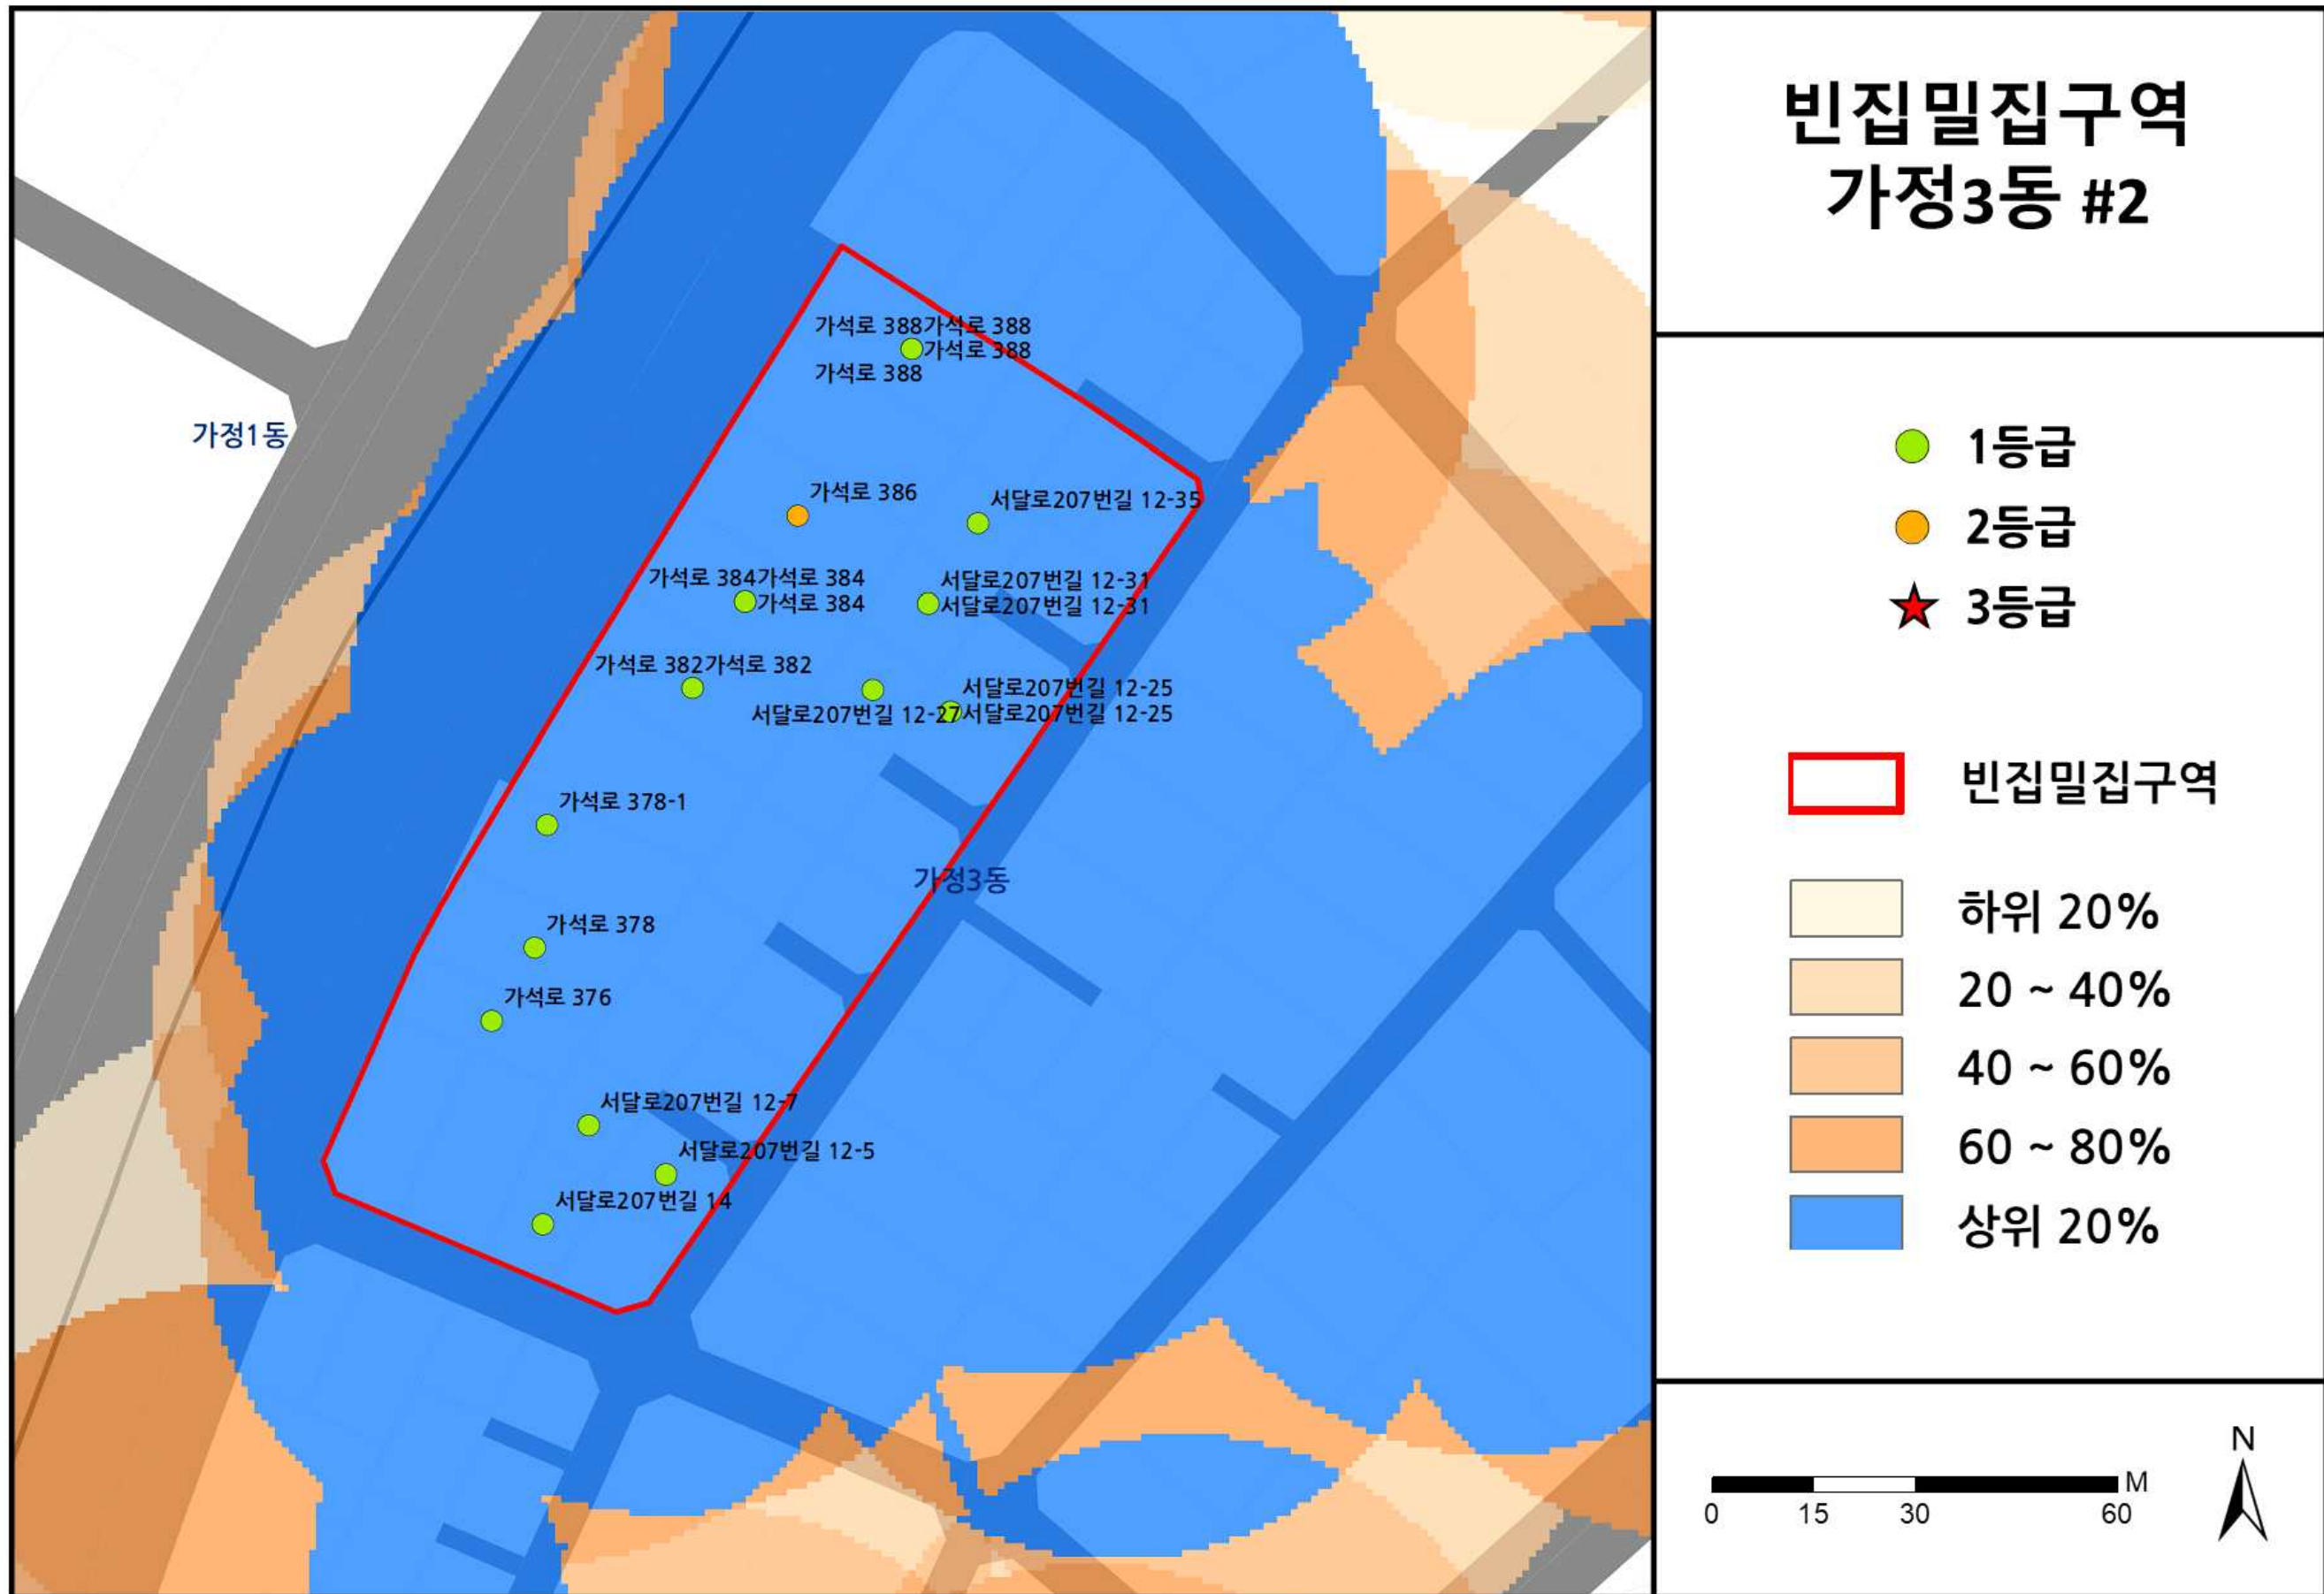 빈집밀집구역
가정3동 #2
가석로 388가석로 388
가석로 388
가석로 388
가정1동
가석로 386
서달로207번길 12-35
가석로 384가석로 384
가석로 384
서달로207번길 12-31
서달로207번길 12-31
가석로 382가석로 382
서달로207번길 12-25
서달로207번길 12-27서달로207번길 12-25
가석로 378-1
가정3동
가석로 378
가석로 376
서달로207번길 12-7
서달로207번길 12-5
서달로207번길 14
1등급
2등급
3등급
빈집밀집구역
하위 20%
20 ~ 40%
40 ~ 60%
60 ~ 80%
상위 20%
N
M
0 15 30 60